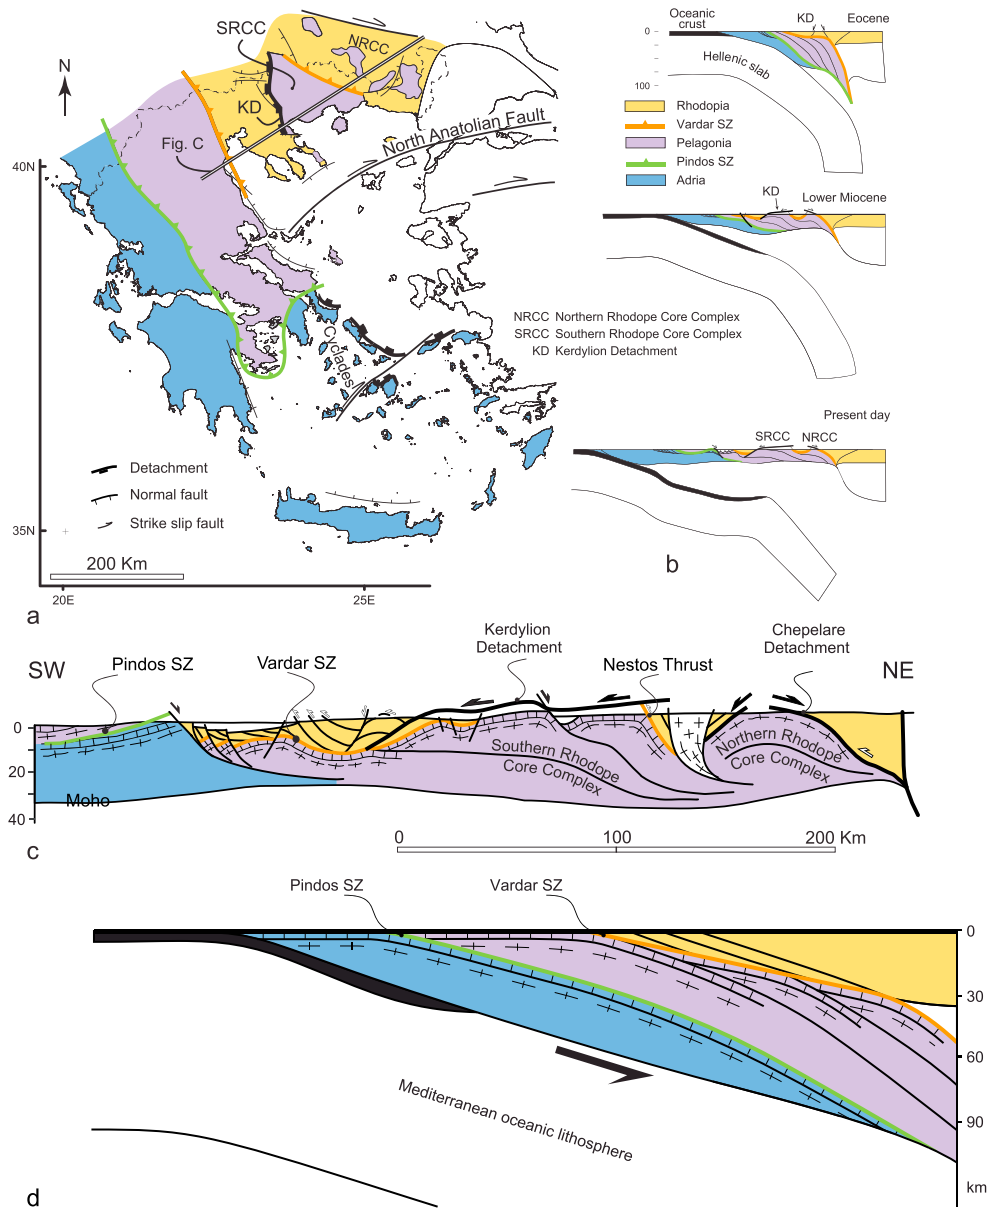 SRCC
NRCC
N
KD
Fig. C
North Anatolian Fault
40N
Cyclades
Detachment
Normal fault
Strike slip fault
35N
200 Km
20E
25E
a
Oceanic
crust
KD
Eocene
0
Hellenic slab
100
Rhodopia
Vardar SZ
Pelagonia
Pindos SZ
Adria
KD
Lower Miocene
NRCC Northern Rhodope Core Complex
SRCC Southern Rhodope Core Complex
KD Kerdylion Detachment
Present day
SRCC
NRCC
b
SW
Pindos SZ
Vardar SZ
Kerdylion
Detachment
Nestos Thrust
Chepelare
Detachment
NE
0
20
40
Moho
Southern Rhodope
Core Complex
Northern Rhodope
Core Complex
c
0
100
200 Km
Pindos SZ
Vardar SZ
0
30
60
90
km
Mediterranean oceanic lithosphere
d